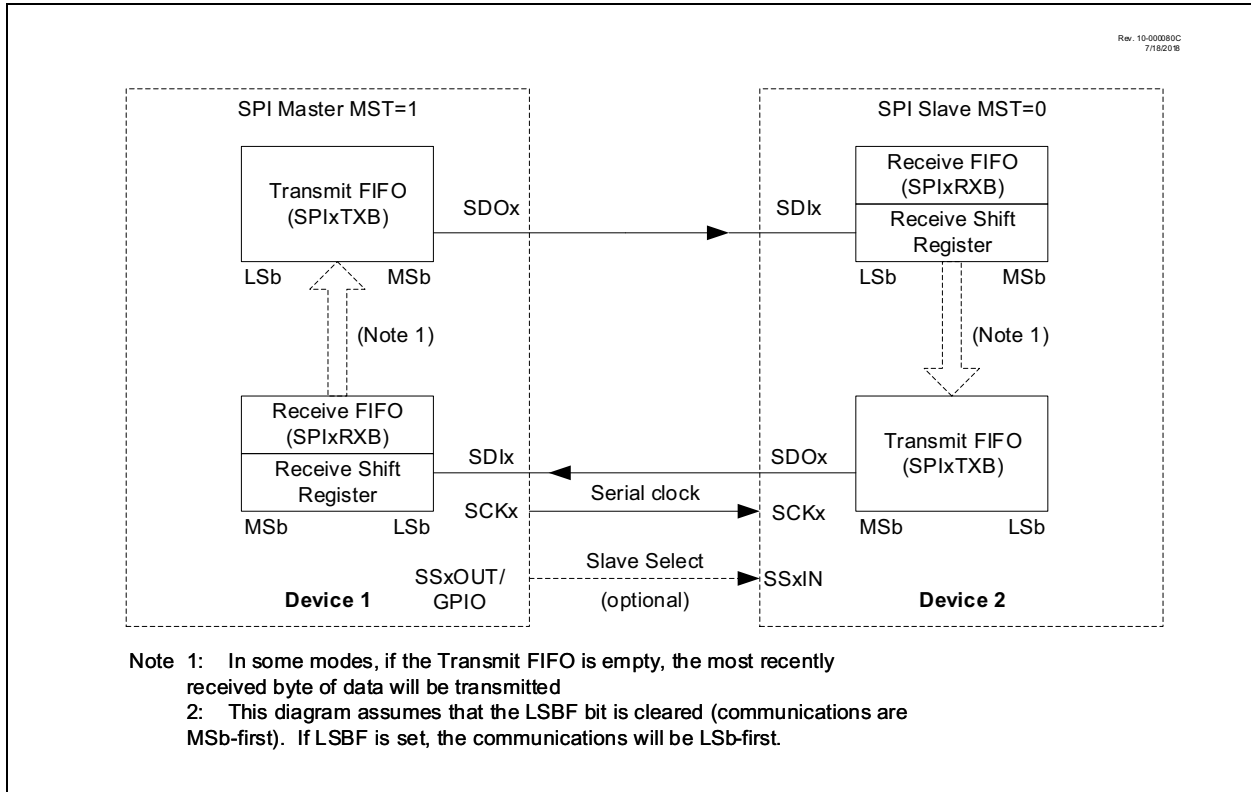 Rev. 10-000080C
7/18/2018
SPI Master MST=1
Transmit FIFO
(SPIxTXB)
SDOx
LSb
MSb
(Note 1)
Receive FIFO
(SPIxRXB)
Receive Shift
Register
SDIx
MSb
LSb
SCKx
SSxOUT/
GPIO
Device 1
Serial clock
Slave Select
(optional)
SPI Slave MST=0
SDIx
Receive FIFO
(SPIxRXB)
Receive Shift
Register
LSb
MSb
(Note 1)
SDOx
Transmit FIFO
(SPIxTXB)
SCKx
MSb
LSb
SSxIN
Device 2
Note 1: In some modes, if the Transmit FIFO is empty, the most recently
received byte of data will be transmitted
2: This diagram assumes that the LSBF bit is cleared (communications are
MSb-first). If LSBF is set, the communications will be LSb-first.